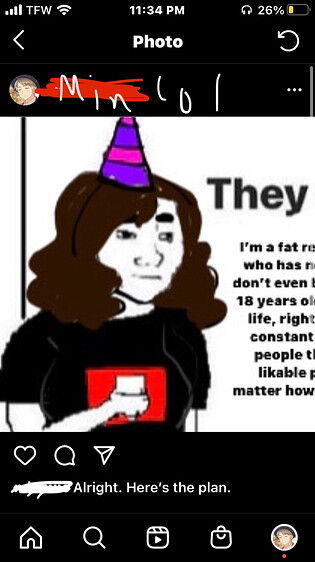 TFW
11:34 PM
26%
Photo
Min lol
They
I'm a fat re
who has n
don't even b
18 years old
life, right
constant
people th
likable p
matter how
Alright. Here's the plan.